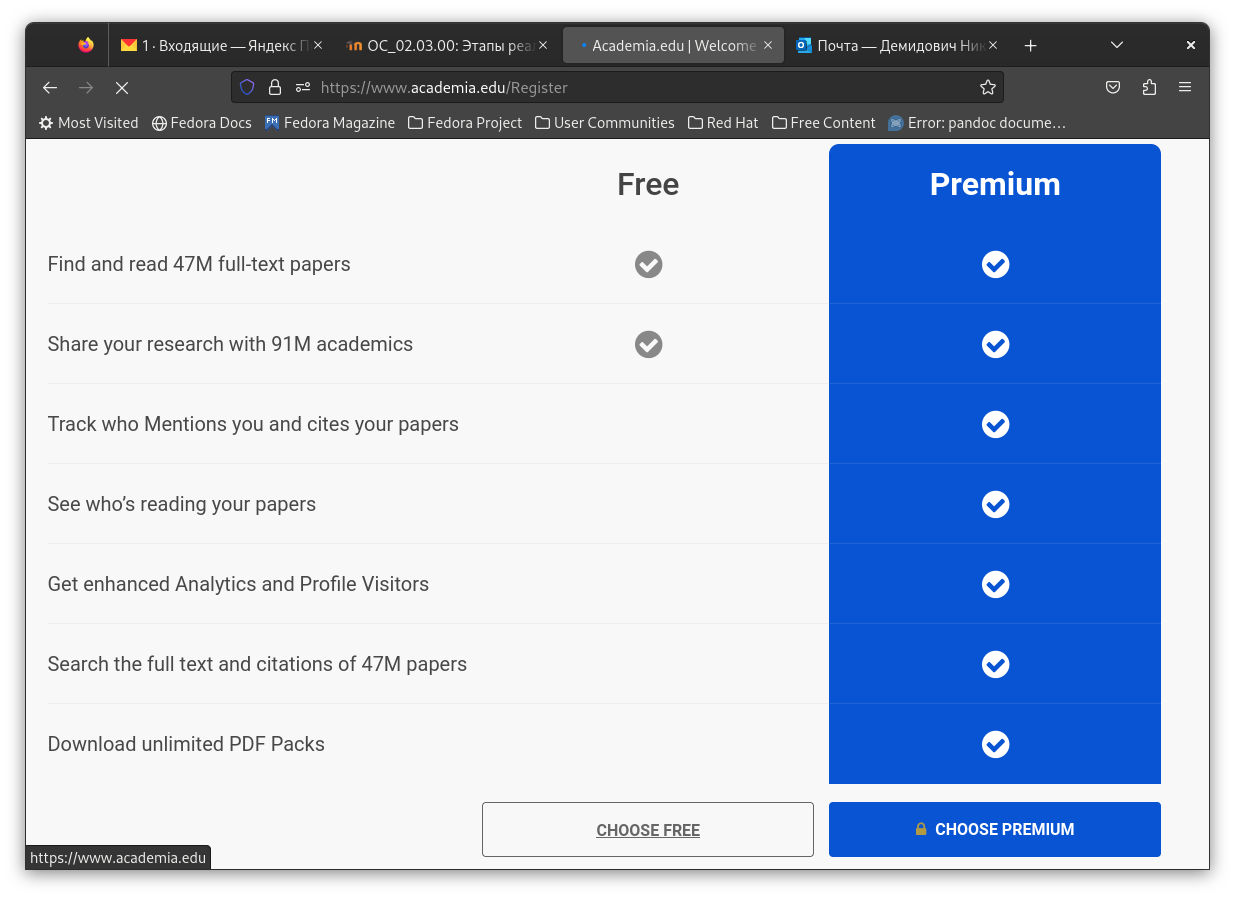 1 · Входящие — Яндекс П
ОС_02.03.00: Этапы реа
Academia.edu | Welcome
Почта — Демидович Ник
https://www.academia.edu/Register
Most Visited Fedora Docs FM Fedora Magazine Fedora Project User Communities Red Hat Free Content Error: pandoc docume…
Free Premium
Find and read 47M full-text papers
Share your research with 91M academics
Track who Mentions you and cites your papers
See who’s reading your papers
Get enhanced Analytics and Profile Visitors
Search the full text and citations of 47M papers
Download unlimited PDF Packs
CHOOSE FREE CHOOSE PREMIUM
https://www.academia.edu